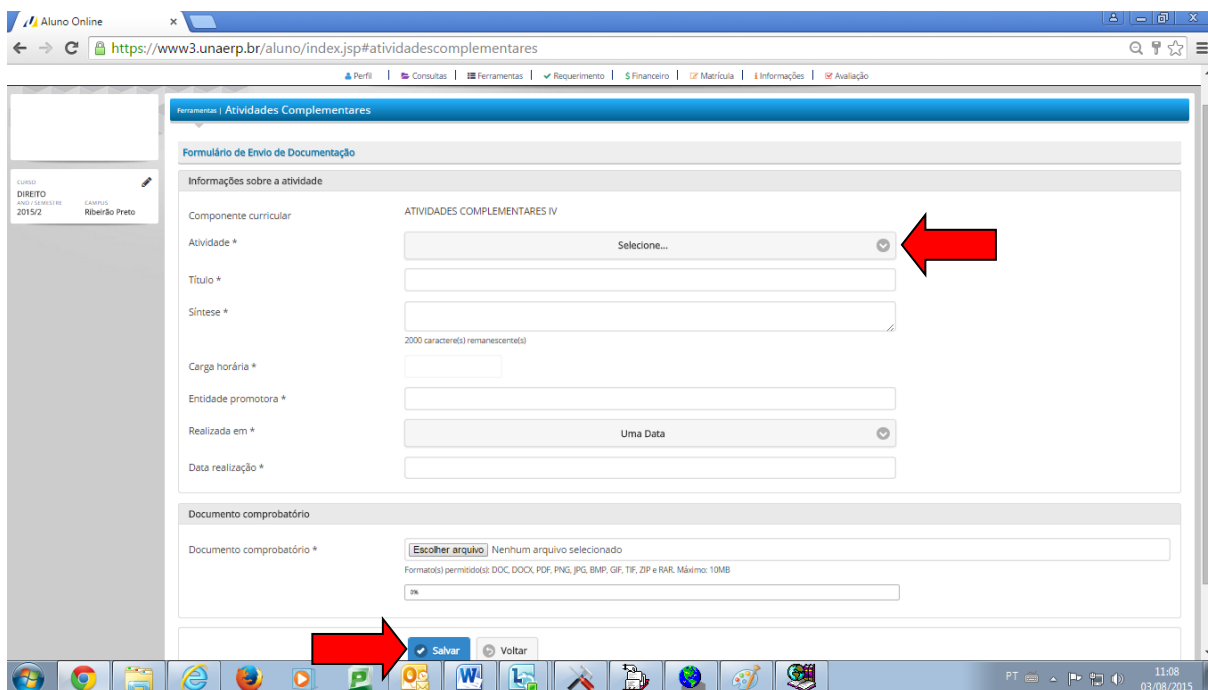 Aluno Online
https://www3.unaerp.br/aluno/index.jsp#atividadescomplementares
Perfil Consultas Ferramentas Requerimento Financeiro Matrícula Informações Avaliação
Ferramentas | Atividades Complementares
Formulário de Envio de Documentação
CURSO
DIREITO
ANO / SEMESTRE CAMPUS
2015/2 Ribeirão Preto
Informações sobre a atividade
Componente curricular ATIVIDADES COMPLEMENTARES IV
Atividade * Selecione...
Título *
Síntese *
2000 caractere(s) remanescente(s)
Carga horária *
Entidade promotora *
Realizada em * Uma Data
Data realização *
Documento comprobatório
Documento comprobatório * Escolher arquivo Nenhum arquivo selecionado
Formato(s) permitido(s): DOC, DOCX, PDF, PNG, JPG, BMP, GIF, TIF, ZIP e RAR. Máximo: 10MB
Salvar Voltar
PT 11:08
03/08/2015